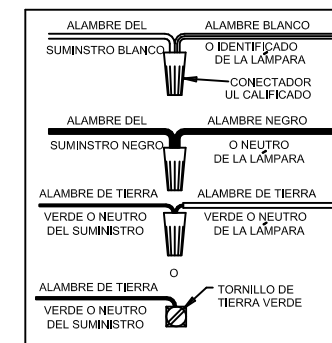 ALAMBRE DEL
SUMINSTRO BLANCO
ALAMBRE BLANCO
O IDENTIFICADO
DE LA LÁMPARA
CONECTADOR
UL CALIFICADO
ALAMBRE DEL
SUMINSTRO NEGRO
ALAMBRE NEGRO
O NEUTRO
DE LA LÁMPARA
ALAMBRE DE TIERRA
VERDE O NEUTRO
DEL SUMINISTRO
ALAMBRE DE TIERRA
VERDE O NEUTRO
DE LA LÁMPARA
O
ALAMBRE DE TIERRA
VERDE O NEUTRO
DEL SUMINISTRO
TORNILLO DE
TIERRA VERDE